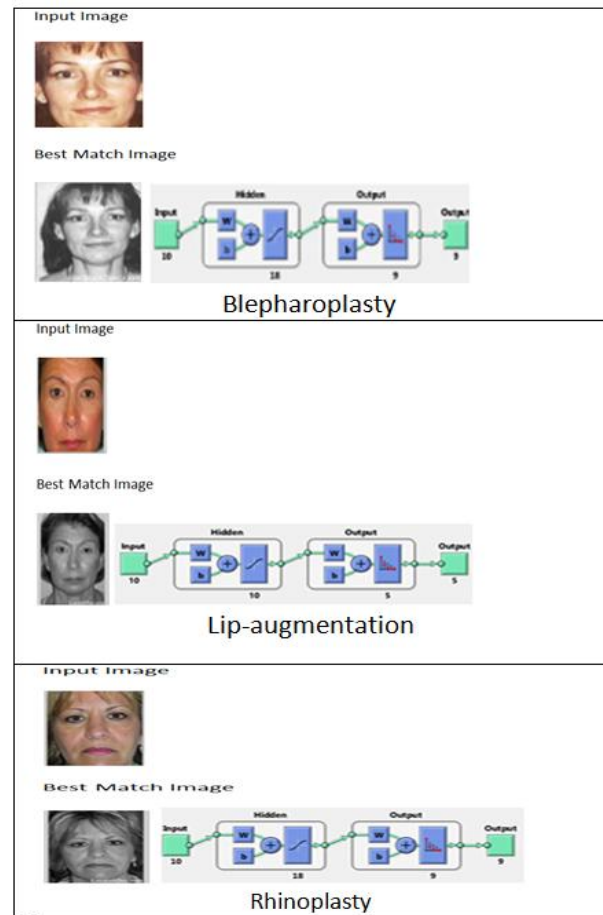 Input Image
Best Match Image
Hidden Output
Input W W Output
b b
10 18 9 9
Blepharoplasty
Input Image
Best Match Image
Hidden Output
Input W W Output
b b
10 10 5 5
Lip-augmentation
Input Image
Best Match Image
Hidden Output
Input W W Output
b b
10 18 9 9
Rhinoplasty